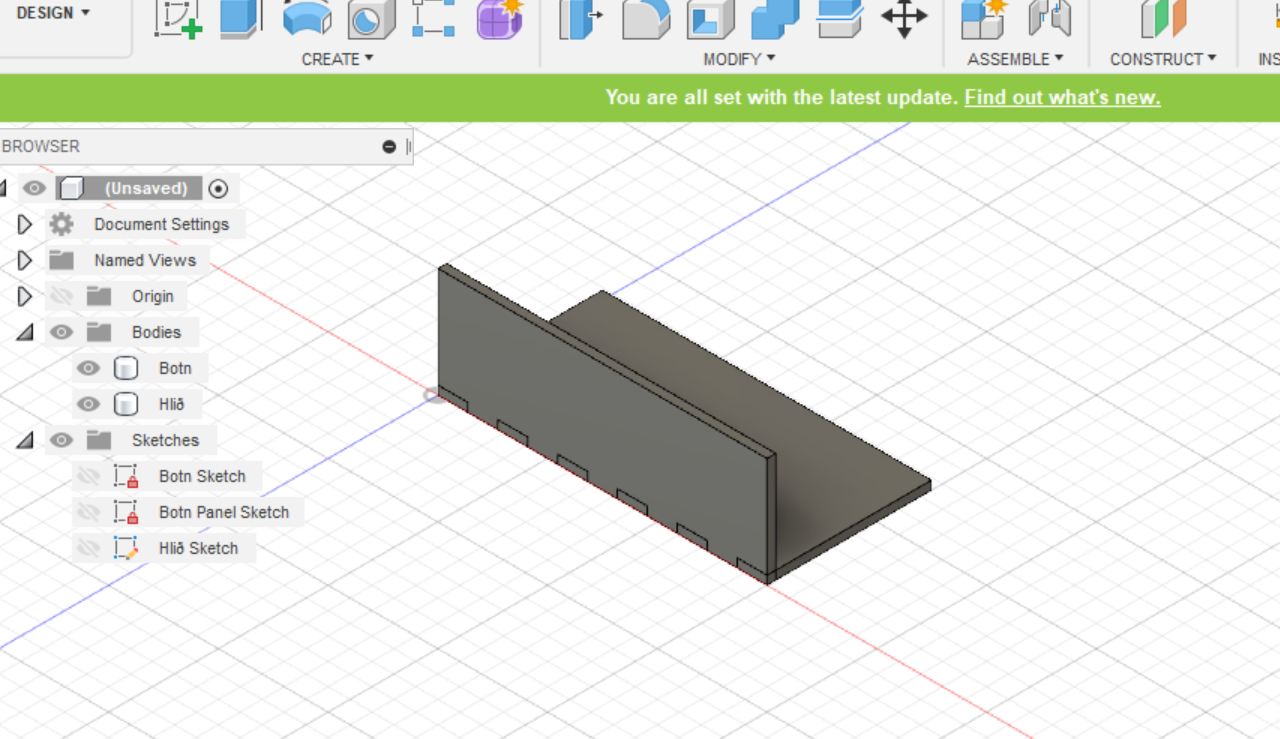 DESIGN
CREATE
MODIFY
ASSEMBLE
CONSTRUCT
You are all set with the latest update. Find out what's new.
BROWSER
(Unsaved)
Document Settings
Named Views
Origin
Bodies
Botn
Hlið
Sketches
Botn Sketch
Botn Panel Sketch
Hlið Sketch